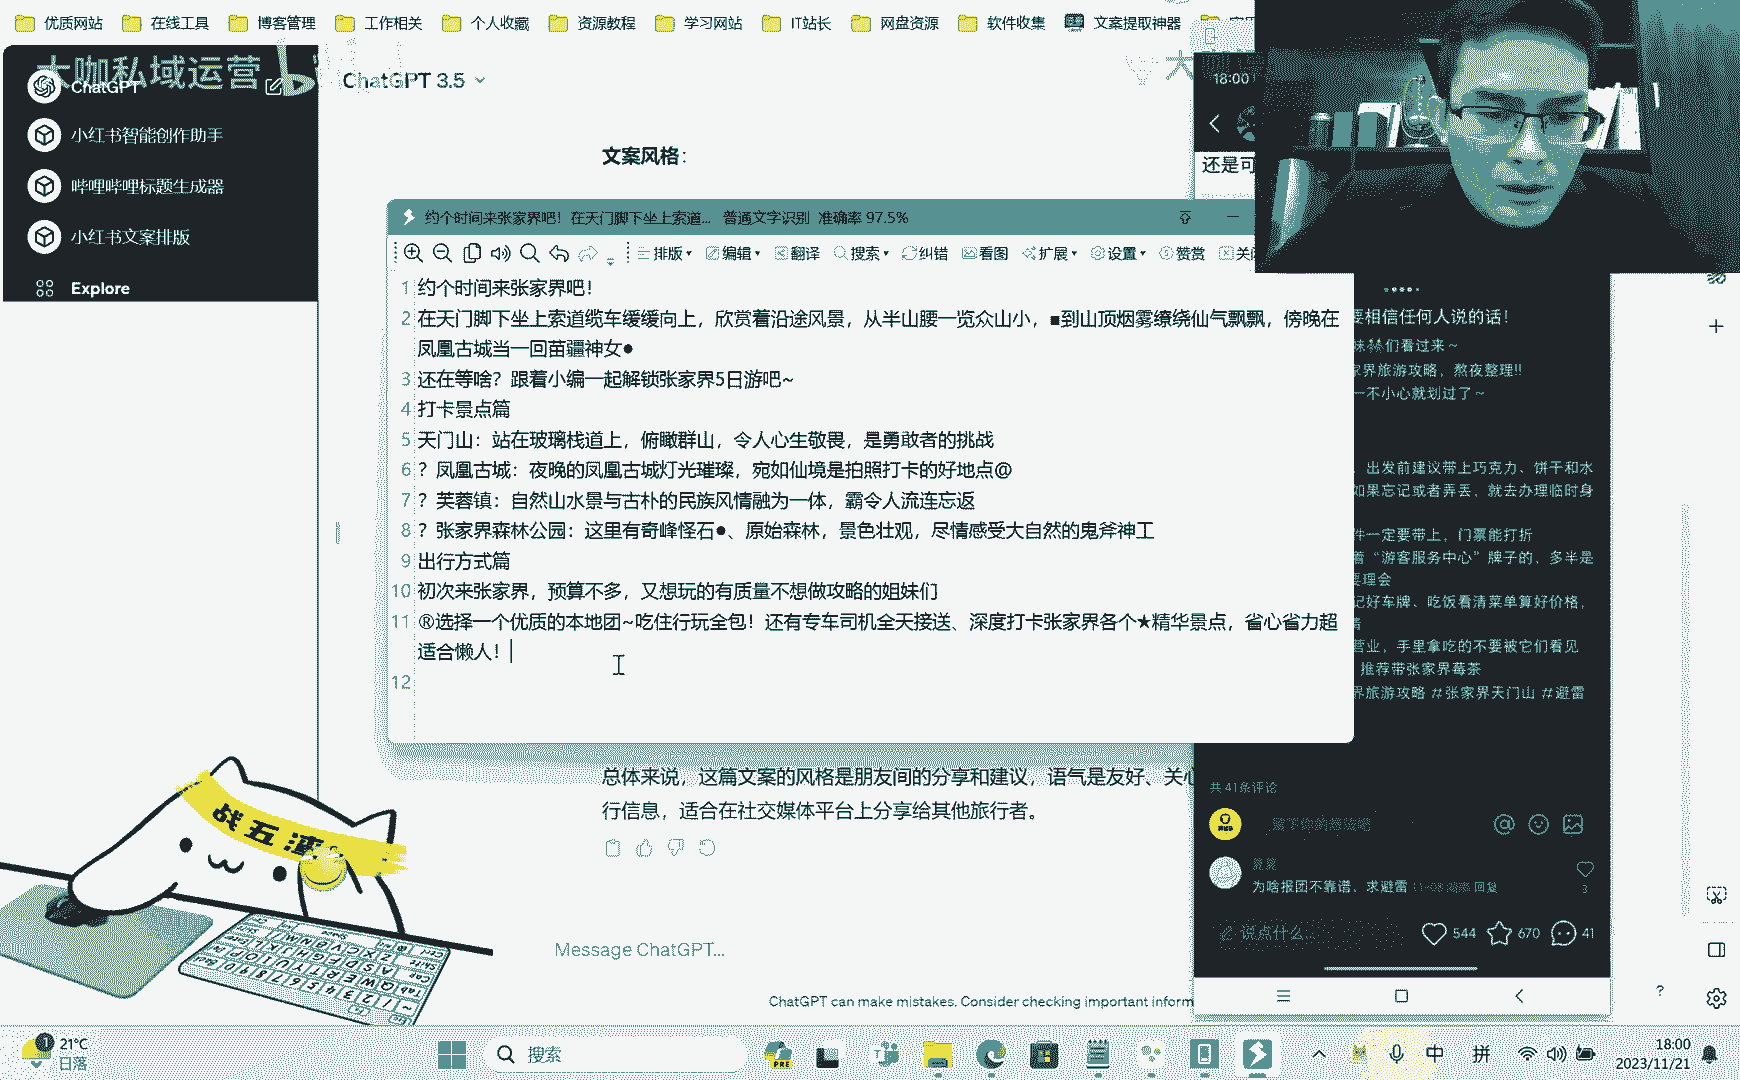 优质网站 在线工具 博客管理 工作相关 个人收藏 资源教程 学习网站 IT站长 网盘资源 软件收集 文案提取神器
大咖私域运营
ChatGPT
小红书智能创作助手
哔哩哔哩标题生成器
小红书文案排版
Explore
ChatGPT 3.5
文案风格：
约个时间来张家界吧！在天门脚下坐上索道... 普通文字识别 准确率 97.5%
排版 编辑 翻译 搜索 纠错 看图 扩展 设置 赞赏
1 约个时间来张家界吧！
2 在天门脚下坐上索道缆车缓缓向上，欣赏着沿途风景，从半山腰一览众山小，■到山顶烟雾缭绕仙气飘飘，傍晚在
凤凰古城当一回苗疆神女●
3 还在等啥？跟着小编一起解锁张家界5日游吧~
4 打卡景点篇
5 天门山：站在玻璃栈道上，俯瞰群山，令人心生敬畏，是勇敢者的挑战
6 ？凤凰古城：夜晚的凤凰古城灯光璀璨，宛如仙境是拍照打卡的好地点@
7 ？芙蓉镇：自然山水景与古朴的民族风情融为一体，霸令人流连忘返
8 ？张家界森林公园：这里有奇峰怪石●、原始森林，景色壮观，尽情感受大自然的鬼斧神工
9 出行方式篇
10 初次来张家界，预算不多，又想玩的有质量不想做攻略的姐妹们
11 ®选择一个优质的本地团~吃住行玩全包！还有专车司机全天接送、深度打卡张家界各个★精华景点，省心省力超
适合懒人！
12
总体来说，这篇文案的风格是朋友间的分享和建议，语气是友好、关心
行信息，适合在社交媒体平台上分享给其他旅行者。
Message ChatGPT...
ChatGPT can make mistakes. Consider checking important inform
18:00
还是可
要相信任何人说的话！
妹们看过来~
界旅游攻略，熬夜整理!!
一不小心就划过了~
出发前建议带上巧克力、饼干和水
如果忘记或者弄丢，就去办理临时身
件一定要带上，门票能打折
着“游客服务中心”牌子的、多半是
要理会
记好车牌、吃饭看清菜单算好价格，
营业，手里拿吃的不要被它们看见
推荐带张家界莓茶
界旅游攻略 #张家界天门山 #避雷
共 41条评论
为啥报团不靠谱，求避雷
回复
3
说点什么...
544 670 41
21°C
日落
搜索
PRE
中 拼
18:00
2023/11/21